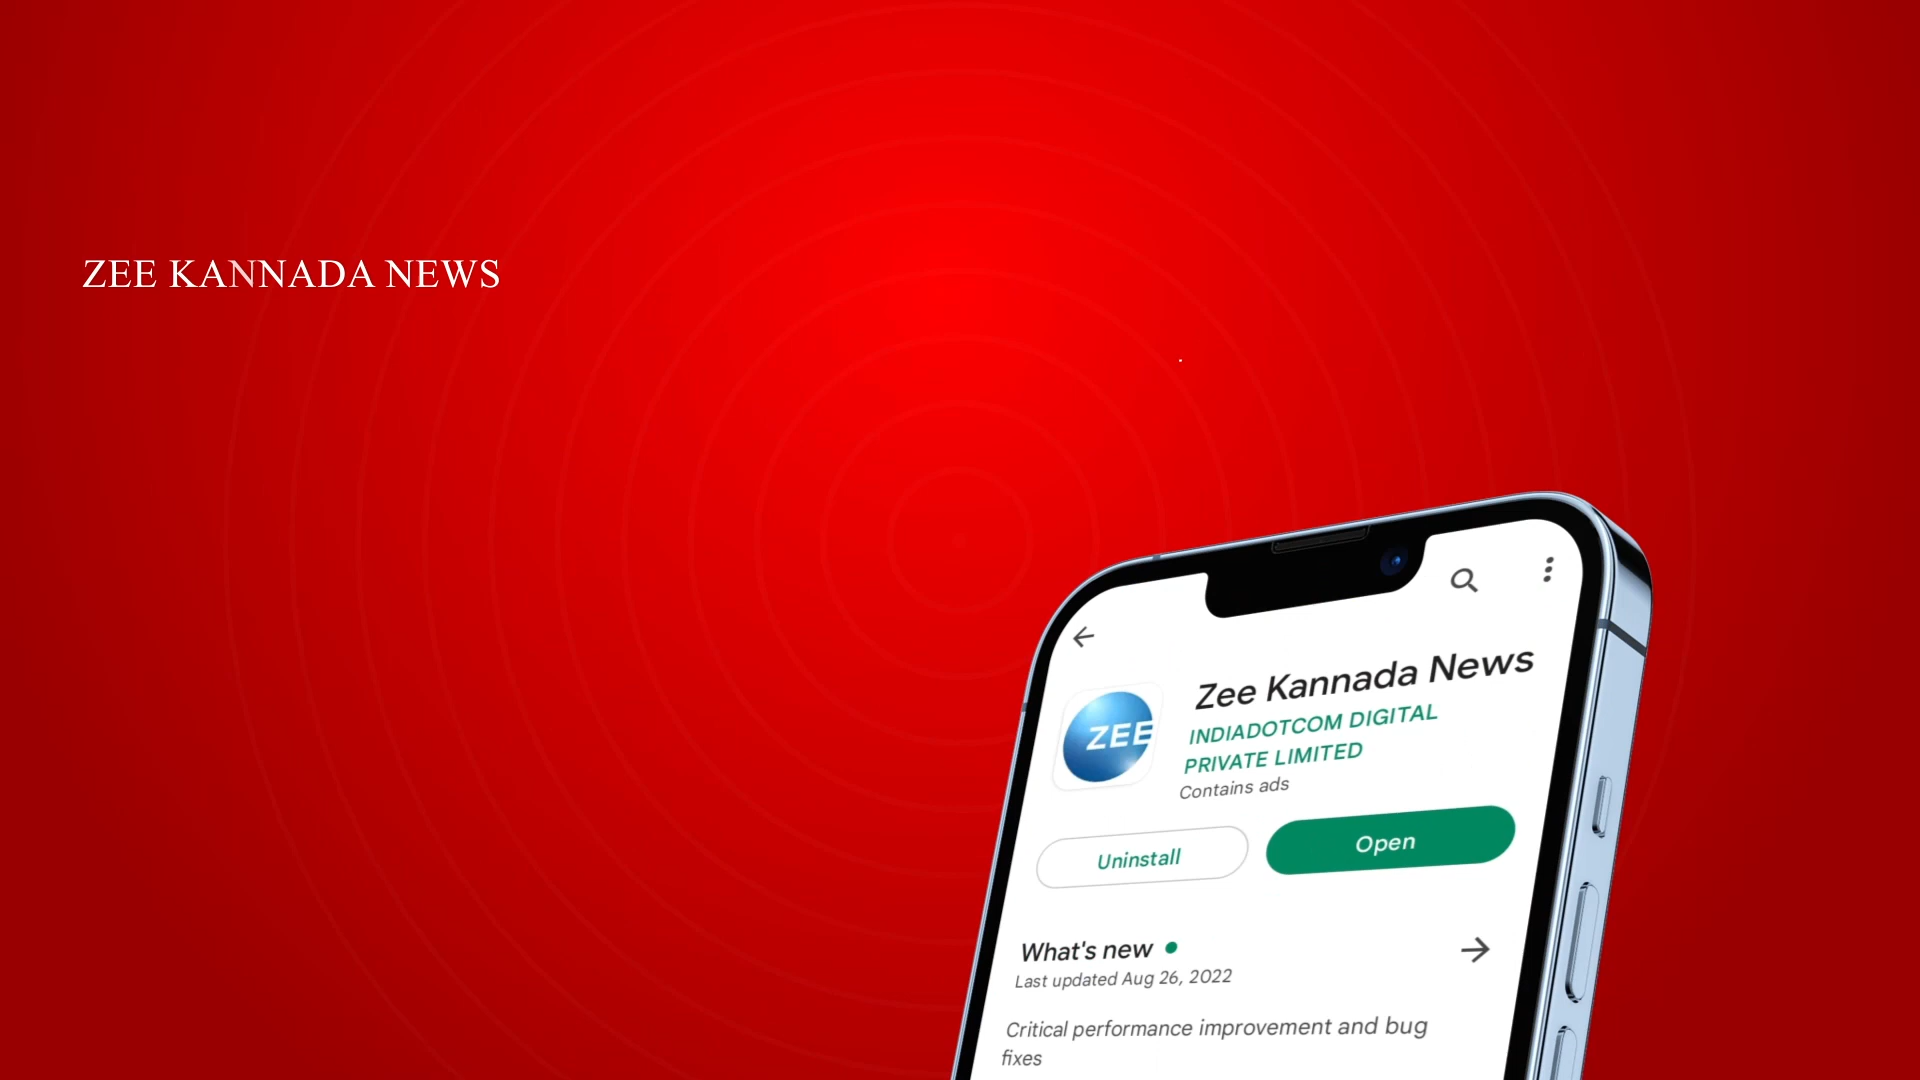 ZEE KANNADA NEWS
Zee Kannada News
INDIADOTCOM DIGITAL
PRIVATE LIMITED
Contains ads
ZEE
Uninstall
Open
What's new
Last updated Aug 26, 2022
Critical performance improvement and bug
fixes